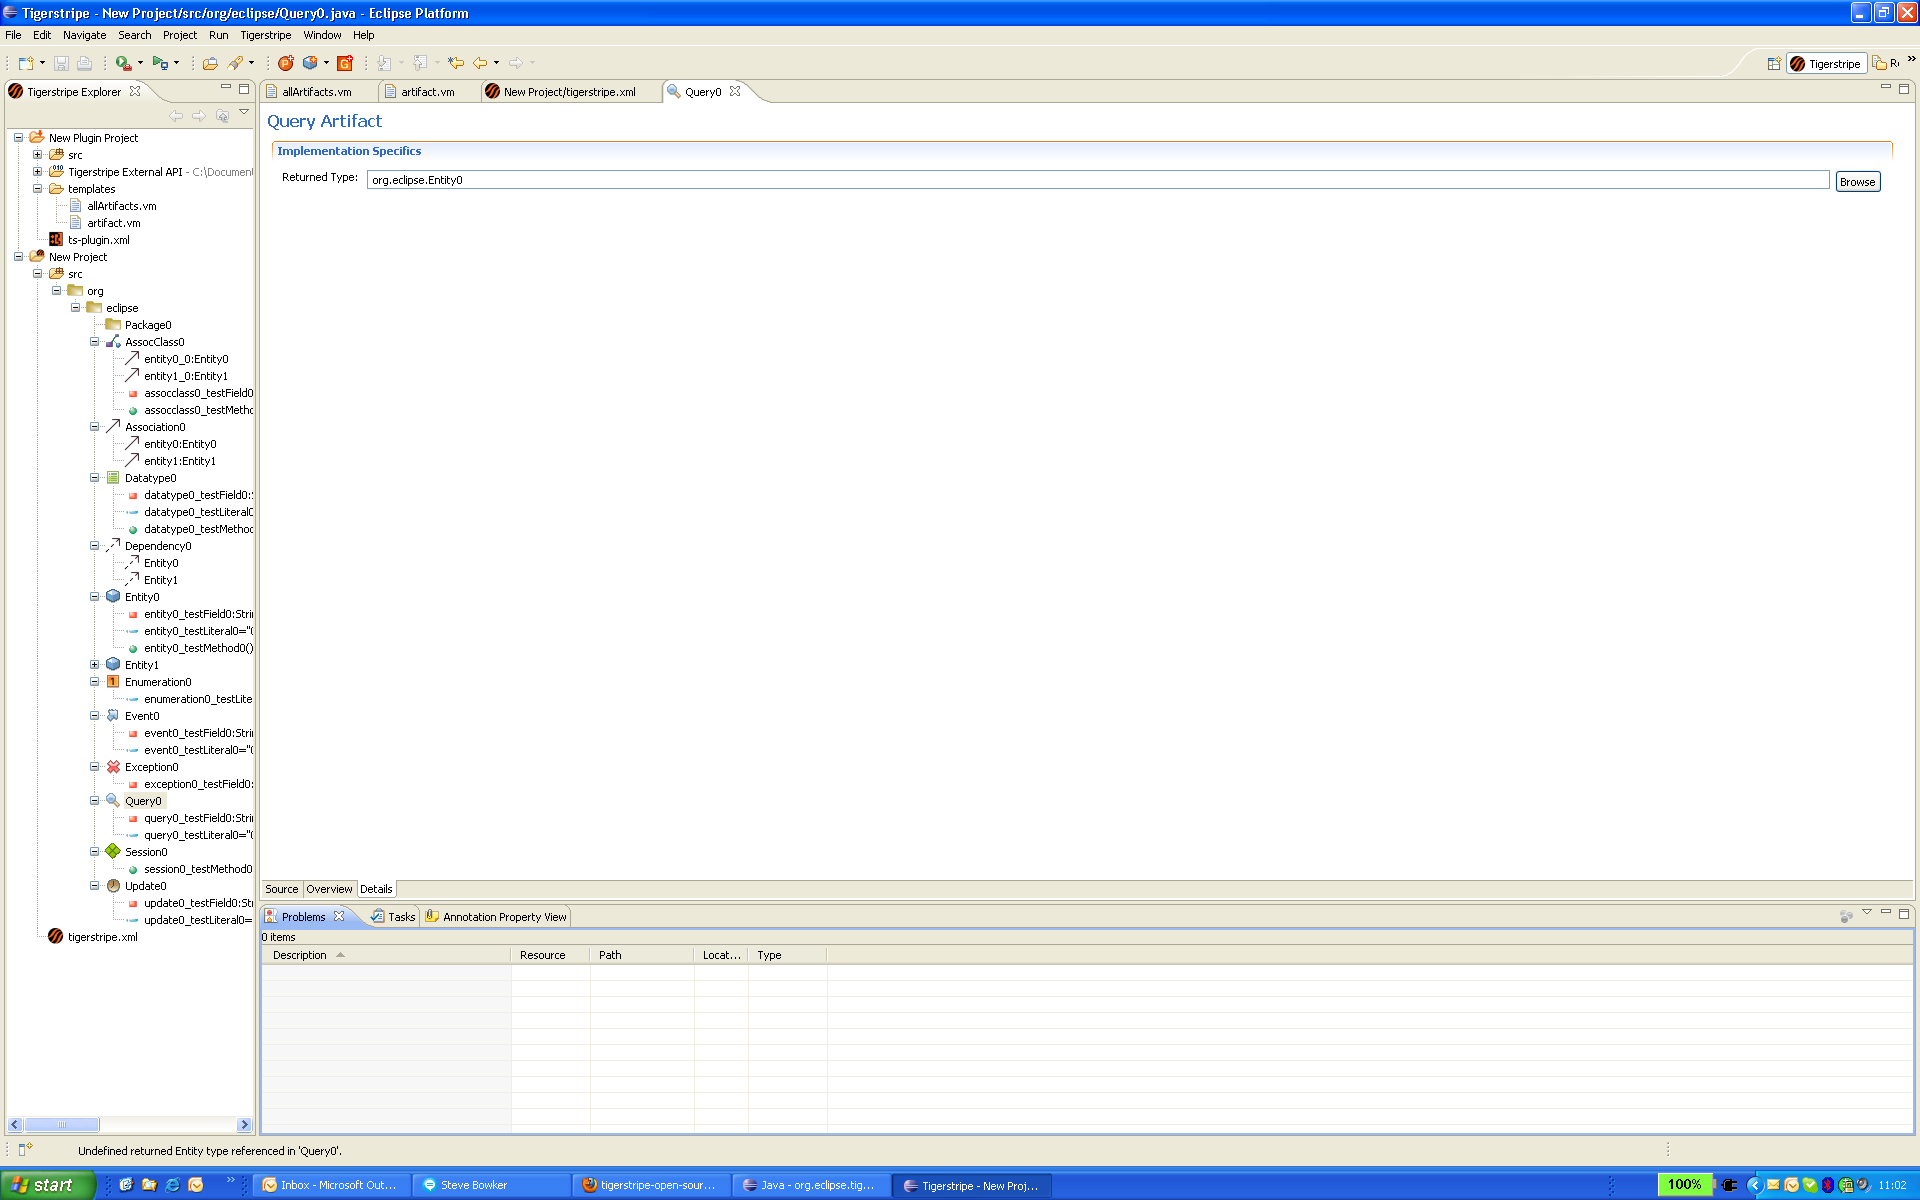 Tigerstripe - New Project/src/org/eclipse/Query0.java - Eclipse Platform
File Edit Navigate Search Project Run Tigerstripe Window Help
Tigerstripe
Tigerstripe Explorer
allArtifacts.vm
artifact.vm
New Project/tigerstripe.xml
Query0
New Plugin Project
src
Tigerstripe External API - C:\Document
templates
allArtifacts.vm
artifact.vm
ts-plugin.xml
New Project
src
org
eclipse
Package0
AssocClass0
entity0_0:Entity0
entity1_0:Entity1
assocclass0_testField0
assocclass0_testMetho
Association0
entity0:Entity0
entity1:Entity1
Datatype0
datatype0_testField0:
datatype0_testLiteral0
datatype0_testMethod
Dependency0
Entity0
Entity1
Entity0
entity0_testField0:Stri
entity0_testLiteral0="0
entity0_testMethod0()
Entity1
Enumeration0
enumeration0_testLite
Event0
event0_testField0:Stri
event0_testLiteral0="0
Exception0
exception0_testField0:
Query0
query0_testField0:Stri
query0_testLiteral0="0
Session0
session0_testMethod0
Update0
update0_testField0:Str
update0_testLiteral0=
tigerstripe.xml
Query Artifact
Implementation Specifics
Returned Type: org.eclipse.Entity0 Browse
Source Overview Details
Problems Tasks Annotation Property View
0 items
Description Resource Path Locat... Type
Undefined returned Entity type referenced in 'Query0'.
start
Inbox - Microsoft Out...
Steve Bowker
tigerstripe-open-sour...
Java - org.eclipse.tig...
Tigerstripe - New Proj...
100%
11:02